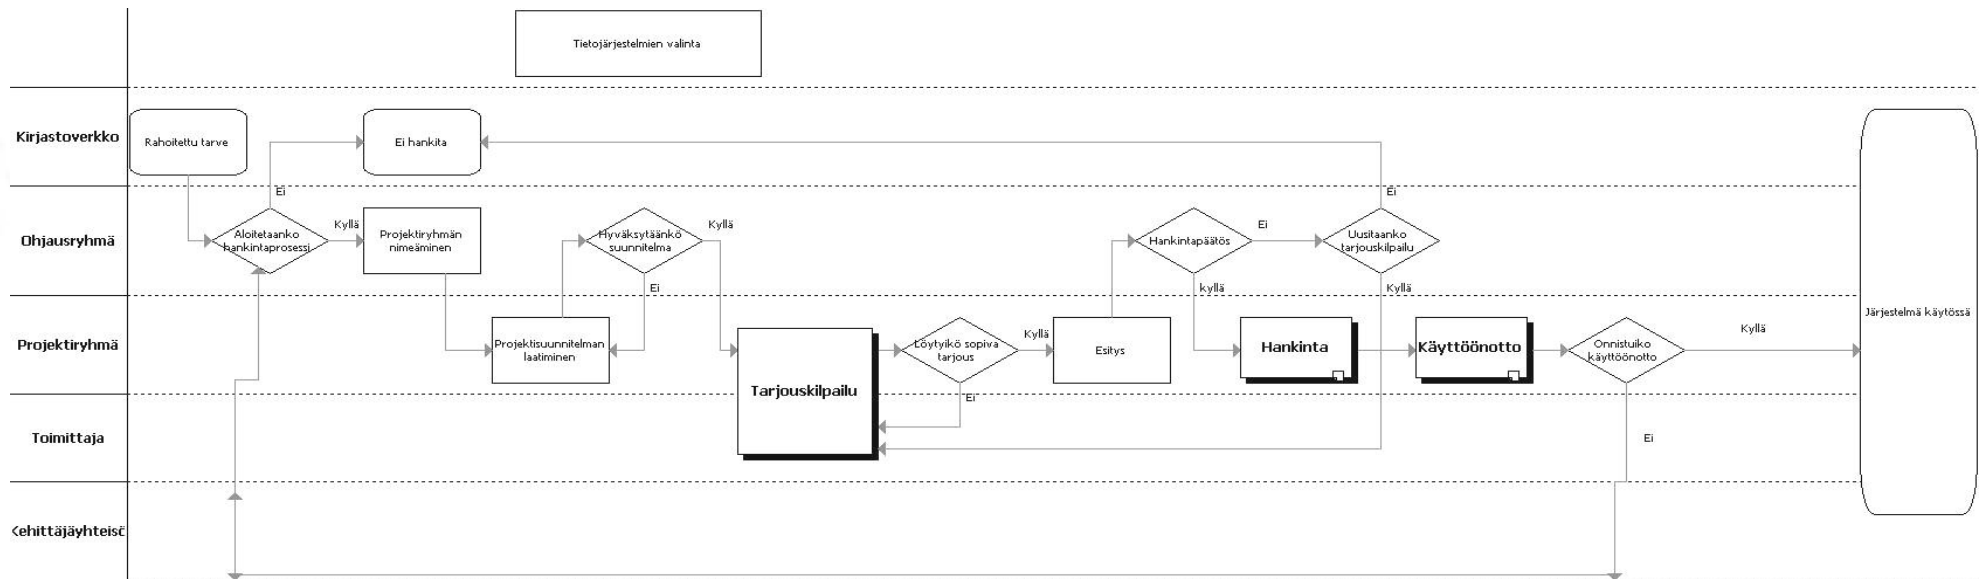 Tietojärjestelmien valinta
Kirjastoverkko
Rahoitettu tarve
Ei hankita
Ei
Ei
Ohjausryhmä
Aloitetaanko
hankintaprosessi
Kyllä
Projektiryhmän
nimeäminen
Hyväksytäänkö
suunnitelma
Kyllä
Ei
Hankintapäätös
Ei
kyllä
Uusitaanko
tarjouskilpailu
Kyllä
Projektiryhmä
Projektisuunnitelman
laatiminen
Löytyikö sopiva
tarjous
Kyllä
Ei
Esitys
Hankinta
Käyttöönotto
Onnistuiko
käyttöönotto
Kyllä
Järjestelmä käytössä
Tarjouskilpailu
Toimittaja
Ei
Kehittäjäyhteisö